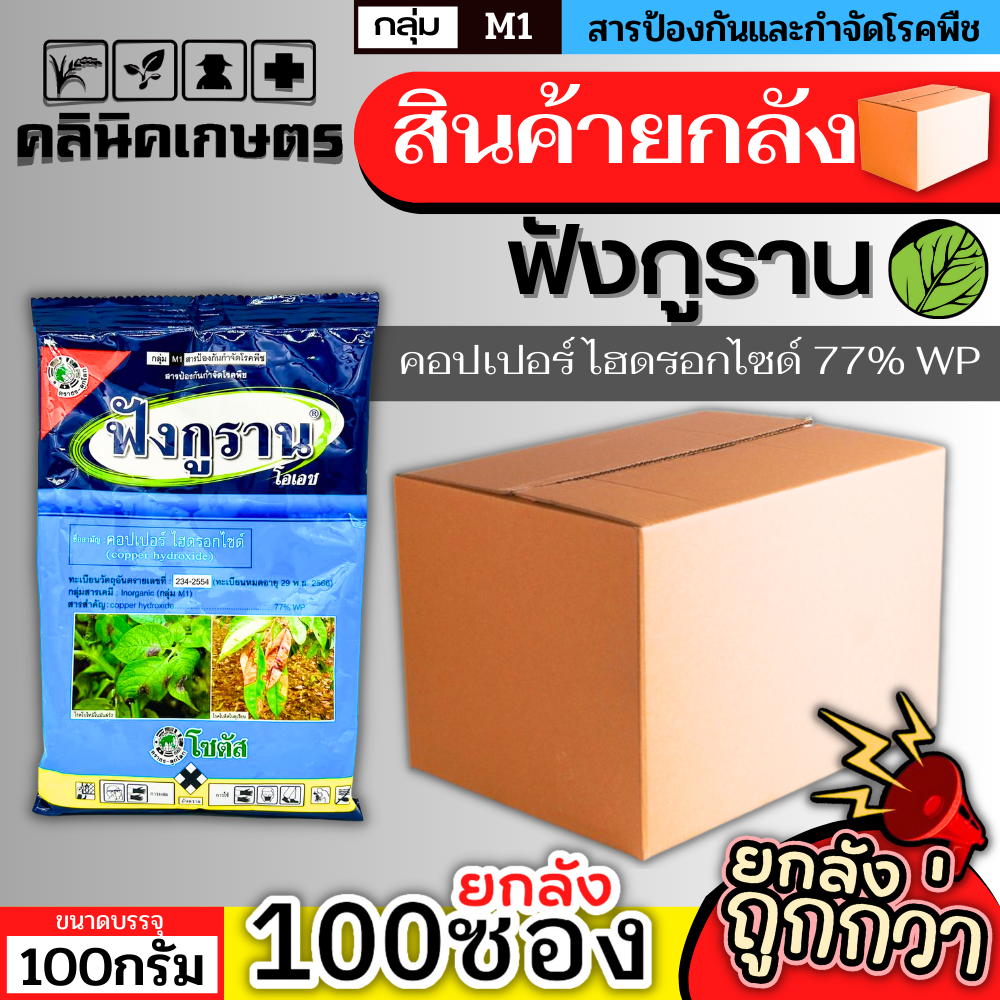 กลุ่ม M1 สารป้องกันและกำจัดโรคพืช
คลินิคเกษตร
สินค้ายกลัง
ฟังกูราน
คอปเปอร์ ไฮดรอกไซด์ 77% WP
กลุ่ม M1 สารป้องกันกำจัดโรคพืช
สารป้องกันกำจัดโรคพืช
ฟังกูราน®
โอเอช
ชื่อสามัญ: คอปเปอร์ ไฮดรอกไซด์
(copper hydroxide)
ทะเบียนวัตถุอันตรายเลขที่ : 234-2554 (ทะเบียนหมดอายุ 29 พ.ย. 2566)
กลุ่มสารเคมี : Inorganic (กลุ่ม M1)
สารสำคัญ : copper hydroxide 77% WP
โซตัส
ยกลัง
100ซอง
ขนาดบรรจุ
100กรัม
ยกลัง
ถูกกว่า